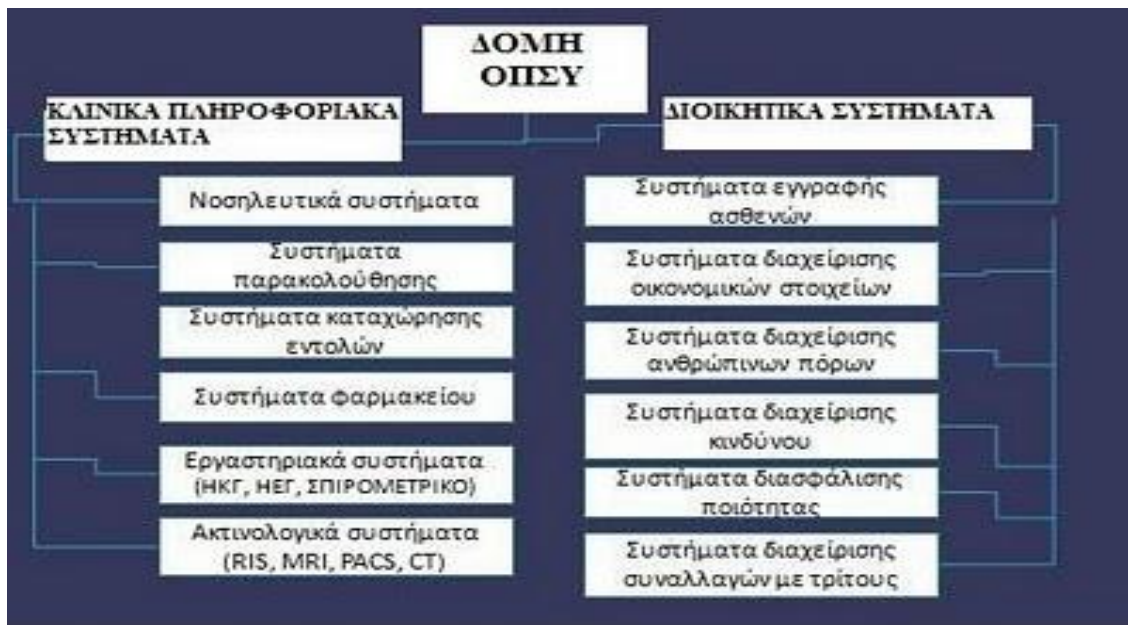 ΔΟΜΗ
ΟΠΣΥ
ΚΛΙΝΙΚΑ ΠΛΗΡΟΦΟΡΙΑΚΑ
ΣΥΣΤΗΜΑΤΑ
Νοσηλευτικά συστήματα
Συστήματα
παρακολούθησης
Συστήματα καταχώρησης
εντολών
Συστήματα φαρμακείου
Εργαστηριακά συστήματα
(ΗΚΓ, ΗΕΓ, ΣΠΙΡΟΜΕΤΡΙΚΟ)
Ακτινολογικά συστήματα
(RIS, MRI, PACS, CT)
ΔΙΟΙΚΗΤΙΚΑ ΣΥΣΤΗΜΑΤΑ
Συστήματα εγγραφής
ασθενών
Συστήματα διαχείρισης
οικονομικών στοιχείων
Συστήματα διαχείρισης
ανθρώπινων πόρων
Συστήματα διαχείρισης
κινδύνου
Συστήματα διασφάλισης
ποιότητας
Συστήματα διαχείρισης
συναλλαγών με τρίτους